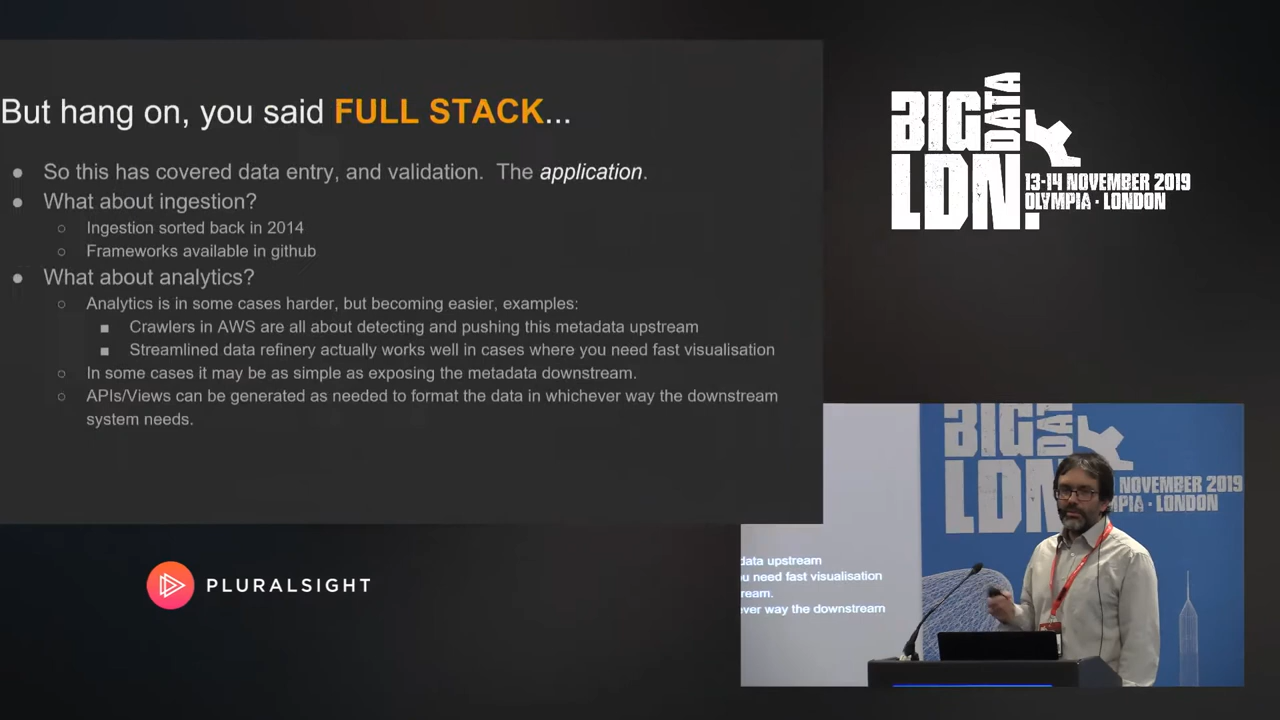 But hang on, you said FULL STACK...
● So this has covered data entry, and validation. The application.
● What about ingestion?
○ Ingestion sorted back in 2014
○ Frameworks available in github
● What about analytics?
○ Analytics is in some cases harder, but becoming easier, examples:
■ Crawlers in AWS are all about detecting and pushing this metadata upstream
■ Streamlined data refinery actually works well in cases where you need fast visualisation
○ In some cases it may be as simple as exposing the metadata downstream.
○ APIs/Views can be generated as needed to format the data in whichever way the downstream
system needs.
BIG DATA
LDN.
13-14 NOVEMBER 2019
OLYMPIA · LONDON
PLURALSIGHT
data upstream
u need fast visualisation
ream.
ver way the downstream
BIG DAT
LDN
NOVEMBER 2019
MPIA · LONDON